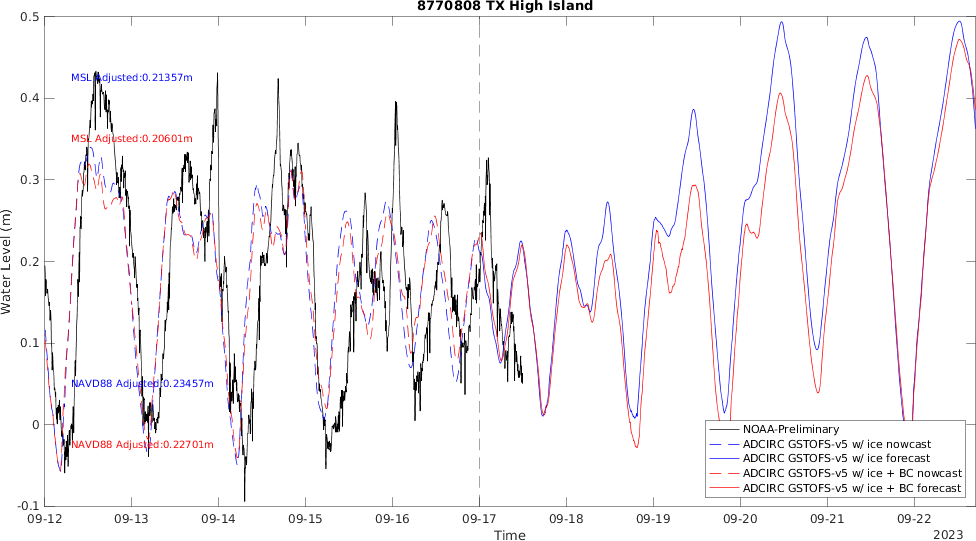 8770808 TX High Island
0.5
0.4
0.3
0.2
0.1
0
-0.1
Water Level (m)
MSL Adjusted:0.21357m
MSL Adjusted:0.20601m
NAVD88 Adjusted:0.23457m
NAVD88 Adjusted:0.22701m
NOAA-Preliminary
ADCIRC GSTOFS-v5 w/ ice nowcast
ADCIRC GSTOFS-v5 w/ ice forecast
ADCIRC GSTOFS-v5 w/ ice + BC nowcast
ADCIRC GSTOFS-v5 w/ ice + BC forecast
09-12 09-13 09-14 09-15 09-16 09-17 09-18 09-19 09-20 09-21 09-22
Time
2023